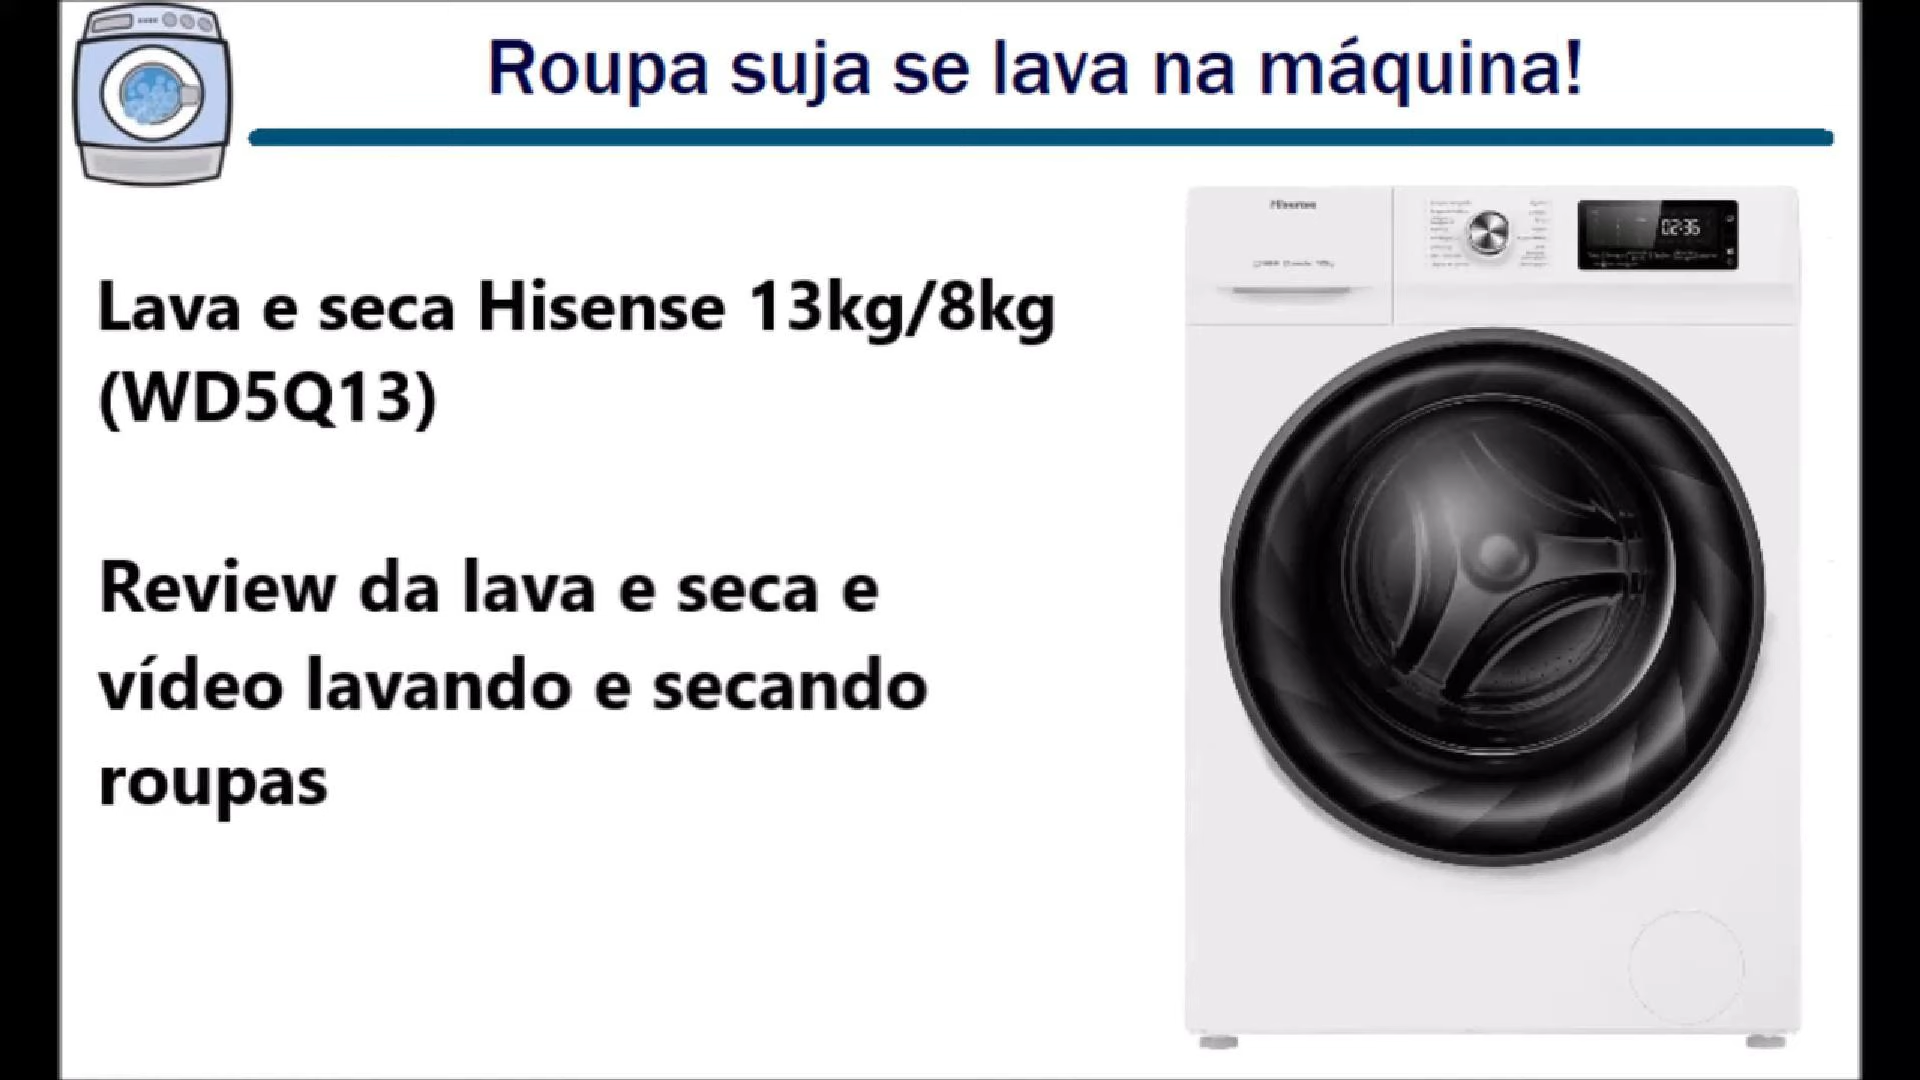 Roupa suja se lava na máquina!
Lava e seca Hisense 13kg/8kg
(WD5Q13)
Review da lava e seca e
vídeo lavando e secando
roupas
Hisense
02:36